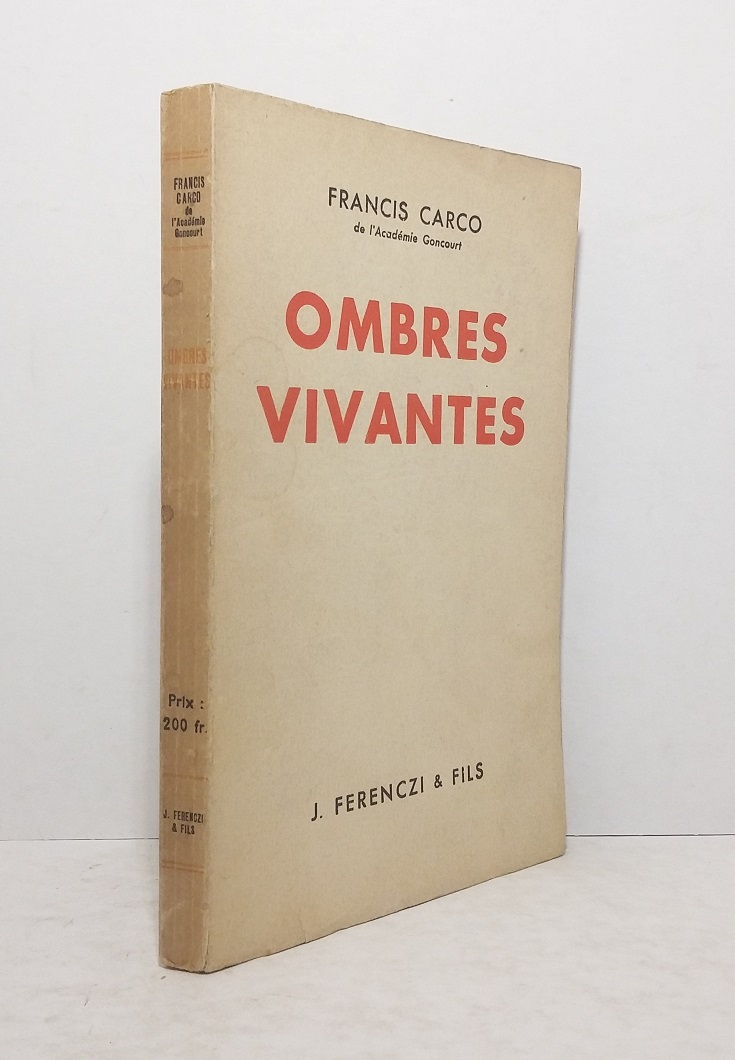 FRANCIS CARCO
de l'Académie Goncourt
OMBRES
VIVANTES
J. FERENCZI & FILS
FRANCIS
CARCO
de
l'Académie
Goncourt
OMBRES
VIVANTES
Prix :
200 fr.
J. FERENCZI
& FILS